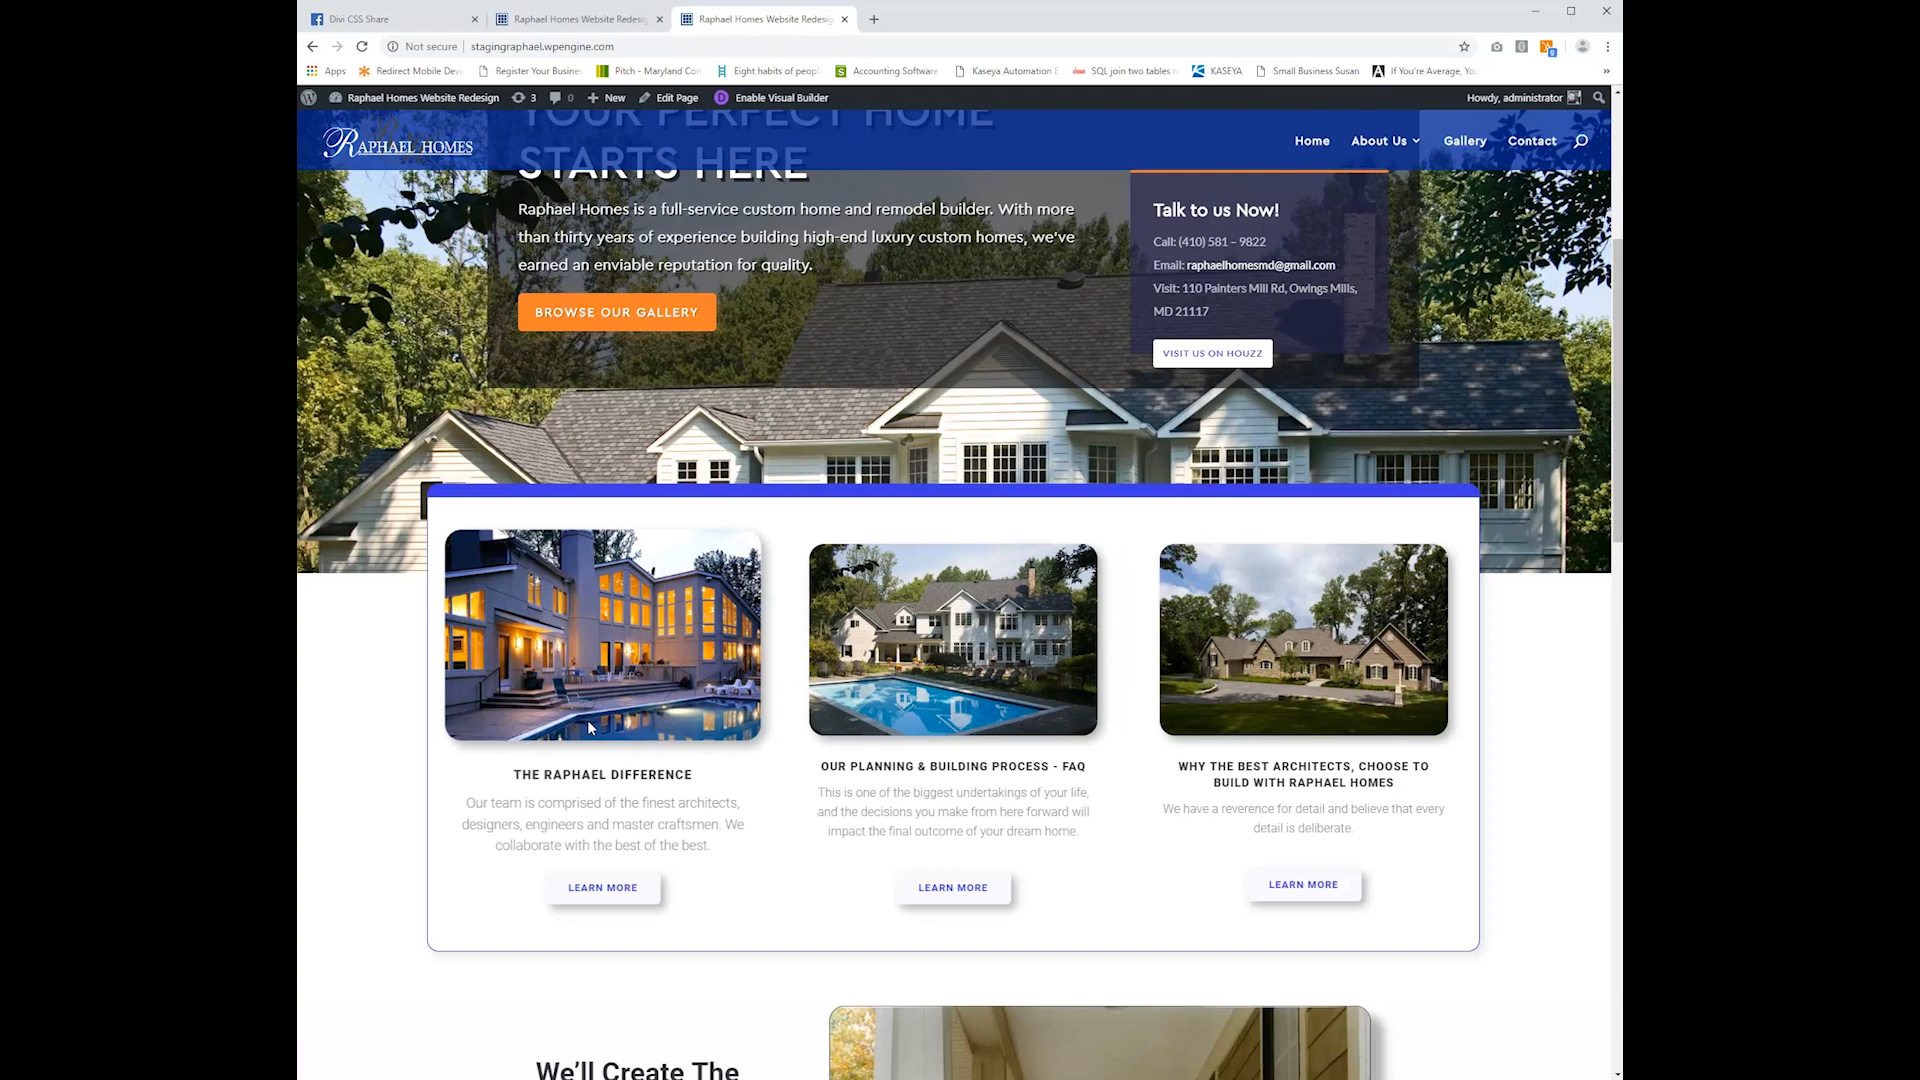 Divi CSS Share
Raphael Homes Website Redesig
Raphael Homes Website Redesig
Not secure | stagingraphael.wpengine.com
Apps
Redirect Mobile Devi
Register Your Busine
Pitch - Maryland Con
Eight habits of peopl
Accounting Software
Kaseya Automation E
SQL join two tables r
KASEYA
Small Business Susan
If You're Average, Yo
Raphael Homes Website Redesign
3
0
New
Edit Page
Enable Visual Builder
Howdy, administrator
RAPHAEL HOMES
Home
About Us
Gallery
Contact
YOUR PERFECT HOME
STARTS HERE
Raphael Homes is a full-service custom home and remodel builder. With more
than thirty years of experience building high-end luxury custom homes, we've
earned an enviable reputation for quality.
BROWSE OUR GALLERY
Talk to us Now!
Call: (410) 581 – 9822
Email: raphaelhomesmd@gmail.com
Visit: 110 Painters Mill Rd, Owings Mills,
MD 21117
VISIT US ON HOUZZ
THE RAPHAEL DIFFERENCE
Our team is comprised of the finest architects,
designers, engineers and master craftsmen. We
collaborate with the best of the best.
LEARN MORE
OUR PLANNING & BUILDING PROCESS - FAQ
This is one of the biggest undertakings of your life,
and the decisions you make from here forward will
impact the final outcome of your dream home.
LEARN MORE
WHY THE BEST ARCHITECTS, CHOOSE TO
BUILD WITH RAPHAEL HOMES
We have a reverence for detail and believe that every
detail is deliberate.
LEARN MORE
We'll Create The